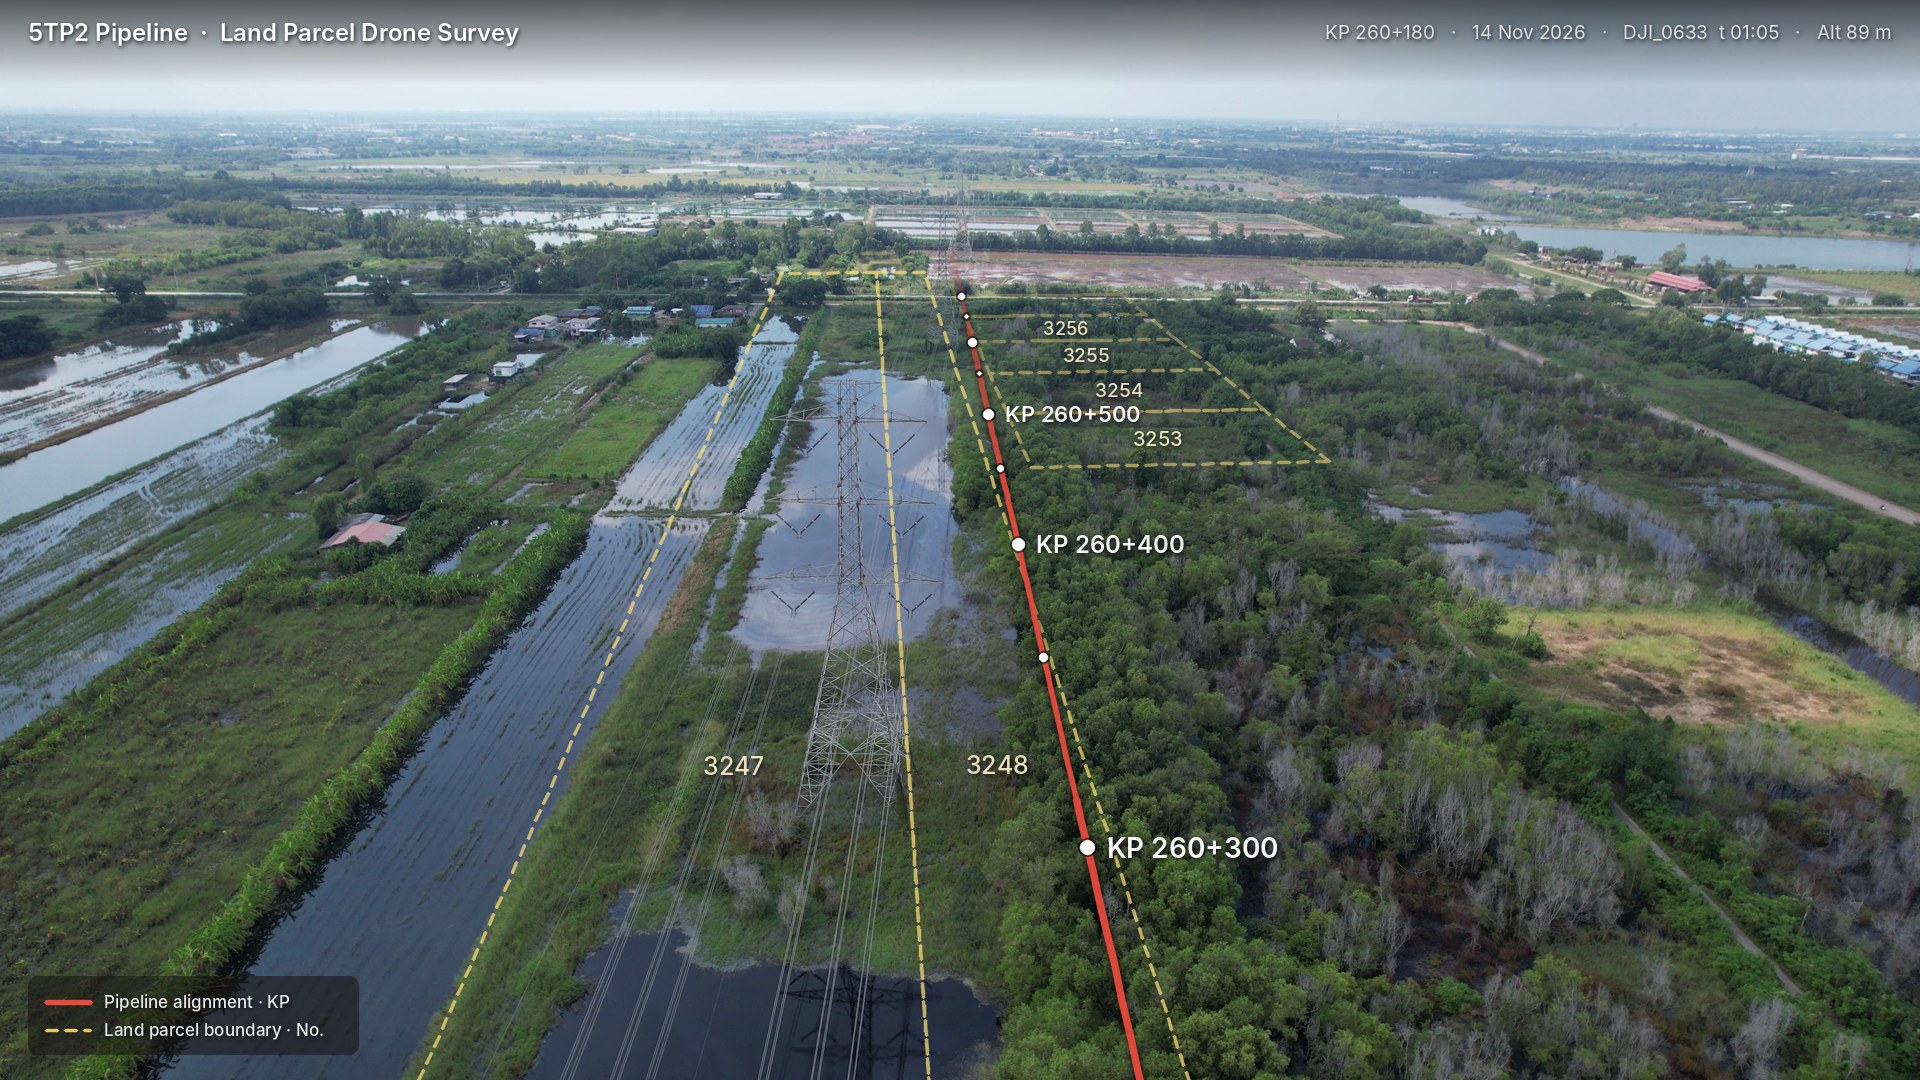 5TP2 Pipeline · Land Parcel Drone Survey
KP 260+180 · 14 Nov 2026 · DJI_0633 t 01:05 · Alt 89 m
3256
3255
3254
KP 260+500
3253
KP 260+400
3247
3248
KP 260+300
Pipeline alignment · KP
Land parcel boundary · No.